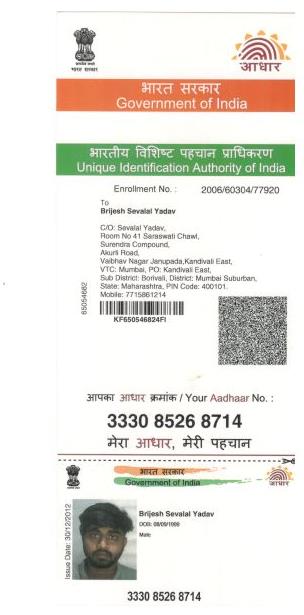 भारत सरकार
आधार
भारत सरकार
Government of India
भारतीय विशिष्ट पहचान प्राधिकरण
Unique Identification Authority of India
Enrollment No. : 2006/60304/77920
To
Brijesh Sevalal Yadav
C/O: Sevalal Yadav,
Room No 41 Saraswati Chawl,
Surendra Compound,
Akurli Road,
Vaibhav Nagar Janupada,Kandivali East,
VTC: Mumbai, PO: Kandivali East,
Sub District: Borivali, District: Mumbai Suburban,
State: Maharashtra, PIN Code: 400101.
Mobile: 7715861214
65054682
KF650546824FI
आपका आधार क्रमांक / Your Aadhaar No. :
3330 8526 8714
मेरा आधार, मेरी पहचान
भारत सरकार
Government of India
आधार
Issue Date: 30/12/2012
Brijesh Sevalal Yadav
DOB: 08/09/1999
Male
3330 8526 8714